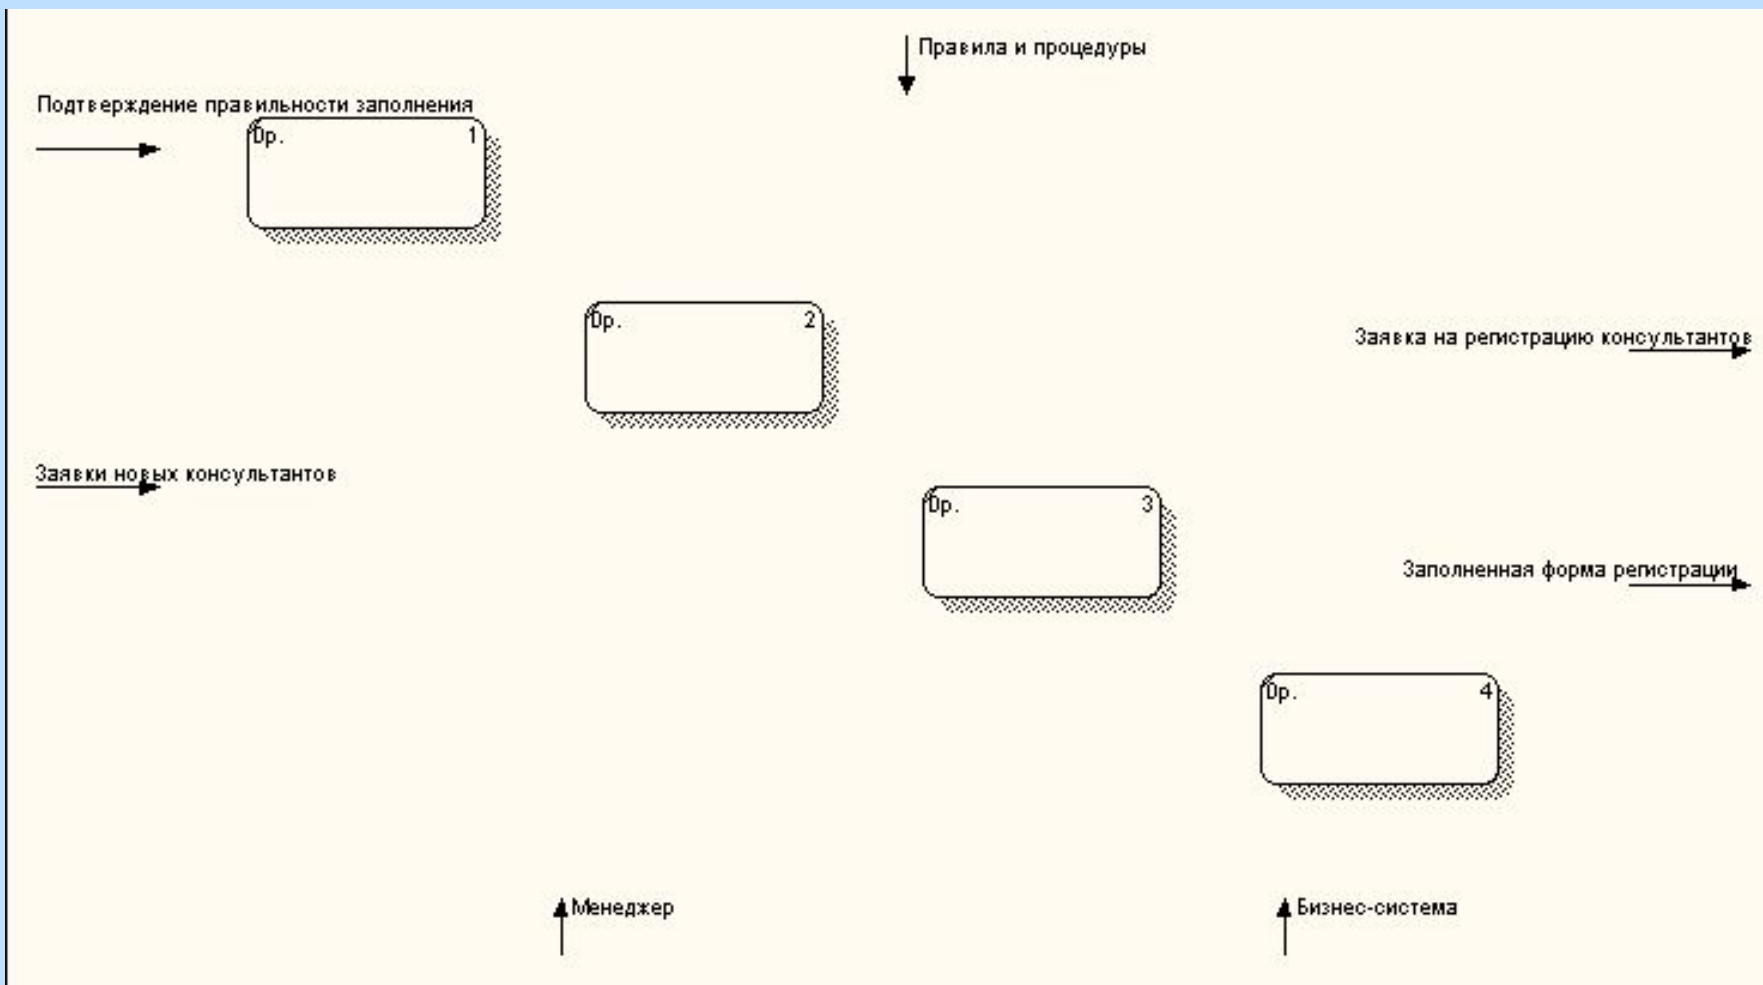 Правила и процедуры
Подтверждение правильности заполнения
0р. 1
0р. 2
Заявка на регистрацию консультантов
Заявки новых консультантов
0р. 3
Заполненная форма регистрации
0р. 4
Менеджер
Бизнес-система